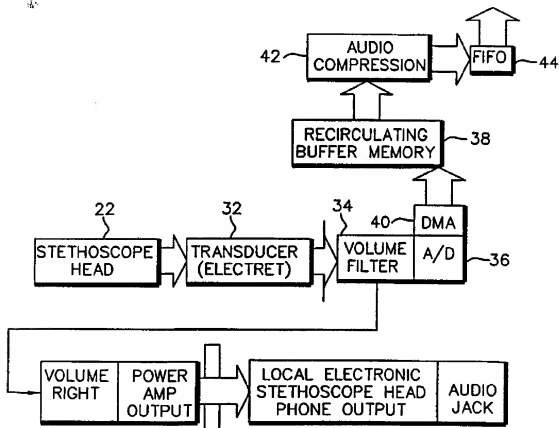 42
AUDIO
COMPRESSION
FIFO
44
RECIRCULATING
BUFFER MEMORY
38
22
32
34
40
DMA
STETHOSCOPE
HEAD
TRANSDUCER
(ELECTRET)
VOLUME
FILTER
A/D
36
VOLUME
RIGHT
POWER
AMP
OUTPUT
LOCAL ELECTRONIC
STETHOSCOPE HEAD
PHONE OUTPUT
AUDIO
JACK